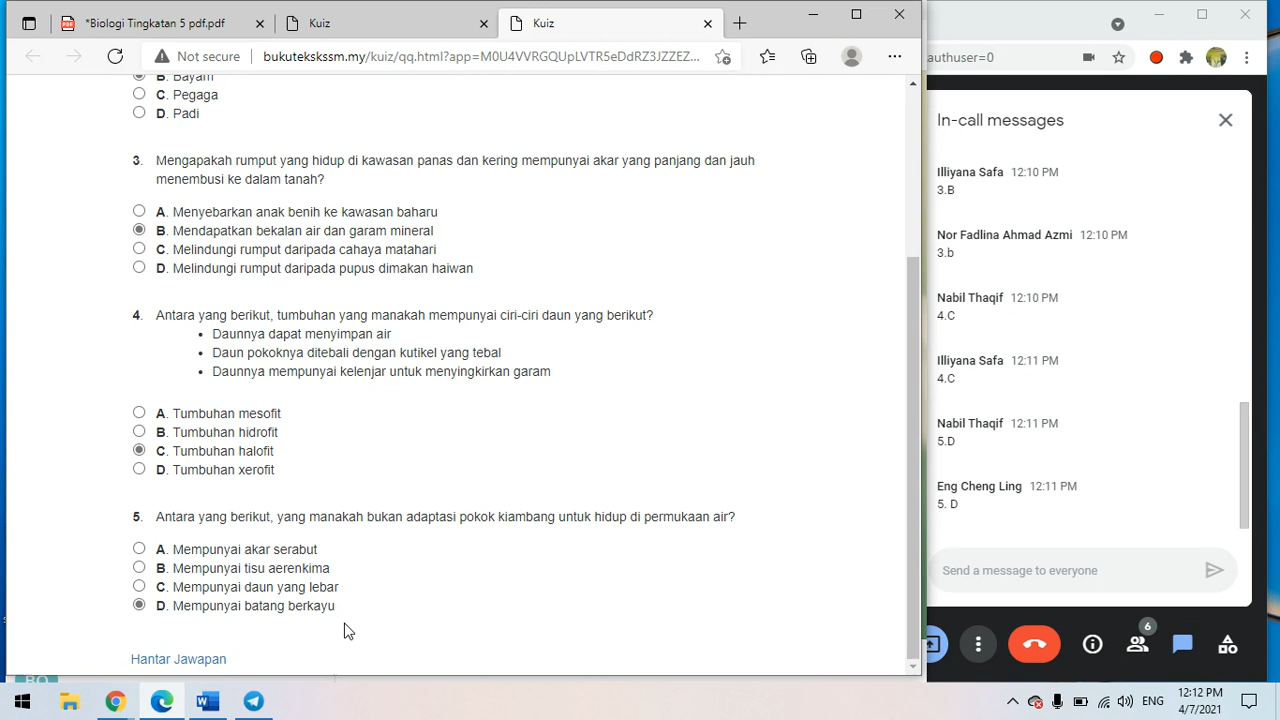 *Biologi Tingkatan 5 pdf.pdf
Kuiz
Kuiz
Not secure
bukutekskssm.my/kuiz/qq.html?app=M0U4VVRGQUpLVTR5eDdRZ3JZZEZ...
B. Bayam
C. Pegaga
D. Padi
3. Mengapakah rumput yang hidup di kawasan panas dan kering mempunyai akar yang panjang dan jauh
menembusi ke dalam tanah?
A. Menyebarkan anak benih ke kawasan baharu
B. Mendapatkan bekalan air dan garam mineral
C. Melindungi rumput daripada cahaya matahari
D. Melindungi rumput daripada pupus dimakan haiwan
4. Antara yang berikut, tumbuhan yang manakah mempunyai ciri-ciri daun yang berikut?
• Daunnya dapat menyimpan air
• Daun pokoknya ditebali dengan kutikel yang tebal
• Daunnya mempunyai kelenjar untuk menyingkirkan garam
A. Tumbuhan mesofit
B. Tumbuhan hidrofit
C. Tumbuhan halofit
D. Tumbuhan xerofit
5. Antara yang berikut, yang manakah bukan adaptasi pokok kiambang untuk hidup di permukaan air?
A. Mempunyai akar serabut
B. Mempunyai tisu aerenkima
C. Mempunyai daun yang lebar
D. Mempunyai batang berkayu
Hantar Jawapan
authuser=0
In-call messages
Illiyana Safa 12:10 PM
3.B
Nor Fadlina Ahmad Azmi 12:10 PM
3.b
Nabil Thaqif 12:10 PM
4.C
Illiyana Safa 12:11 PM
4.C
Nabil Thaqif 12:11 PM
5.D
Eng Cheng Ling 12:11 PM
5. D
Send a message to everyone
6
ENG
12:12 PM
4/7/2021